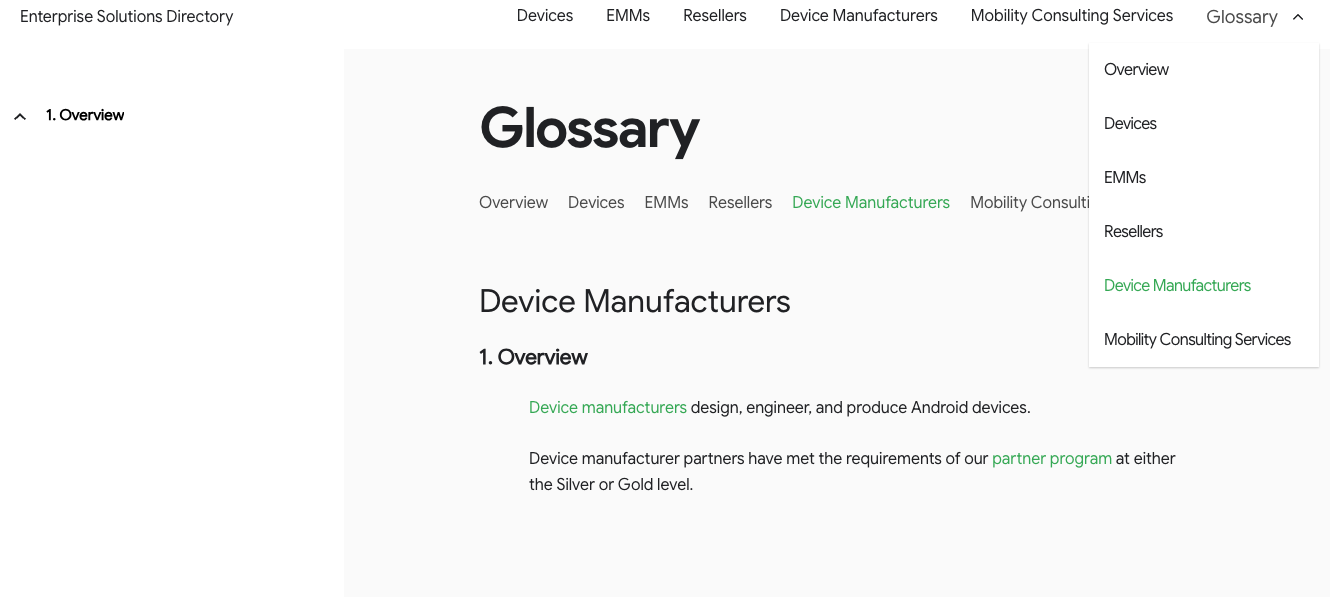 Enterprise Solutions Directory
Devices
EMMs
Resellers
Device Manufacturers
Mobility Consulting Services
Glossary
Overview
Devices
EMMs
Resellers
Device Manufacturers
Mobility Consulting Services
1. Overview
Glossary
Overview
Devices
EMMs
Resellers
Device Manufacturers
Mobility Consulti
Device Manufacturers
1. Overview
Device manufacturers design, engineer, and produce Android devices.
Device manufacturer partners have met the requirements of our partner program at either
the Silver or Gold level.